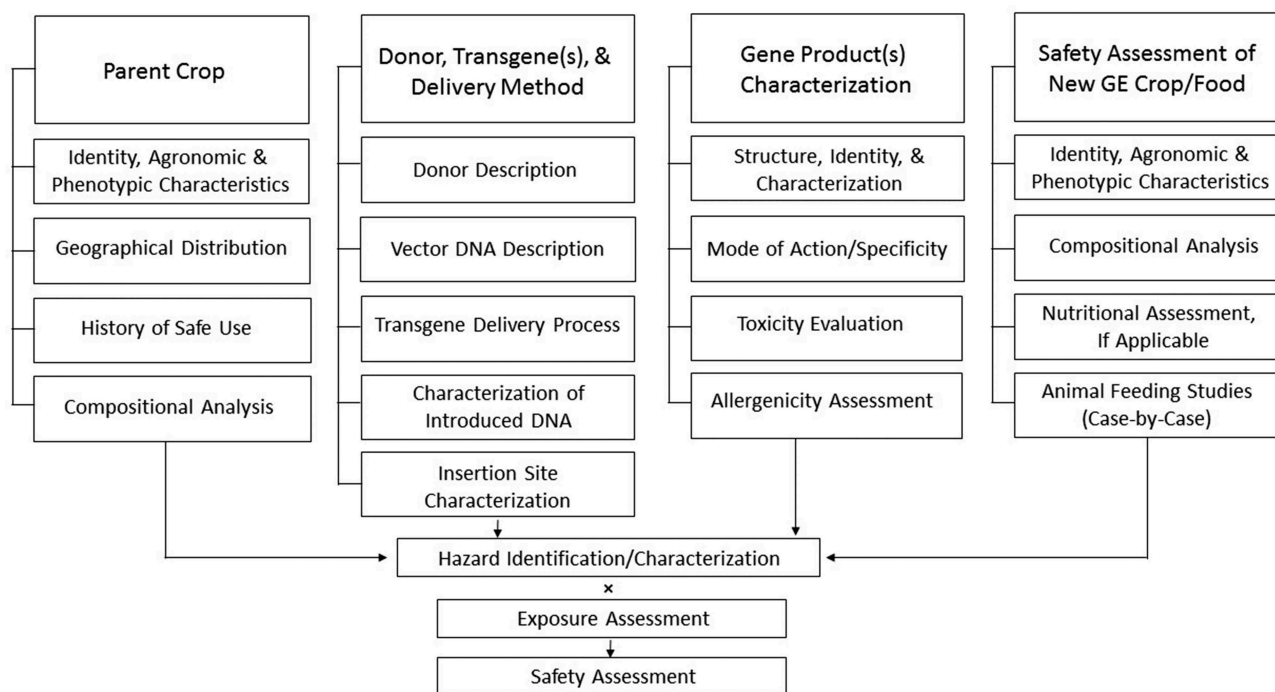 Parent Crop
Identity, Agronomic &
Phenotypic Characteristics
Geographical Distribution
History of Safe Use
Compositional Analysis
Donor, Transgene(s), &
Delivery Method
Donor Description
Vector DNA Description
Transgene Delivery Process
Characterization of
Introduced DNA
Insertion Site
Characterization
Gene Product(s)
Characterization
Structure, Identity, &
Characterization
Mode of Action/Specificity
Toxicity Evaluation
Allergenicity Assessment
Safety Assessment of
New GE Crop/Food
Identity, Agronomic &
Phenotypic Characteristics
Compositional Analysis
Nutritional Assessment,
If Applicable
Animal Feeding Studies
(Case-by-Case)
Hazard Identification/Characterization
×
Exposure Assessment
Safety Assessment